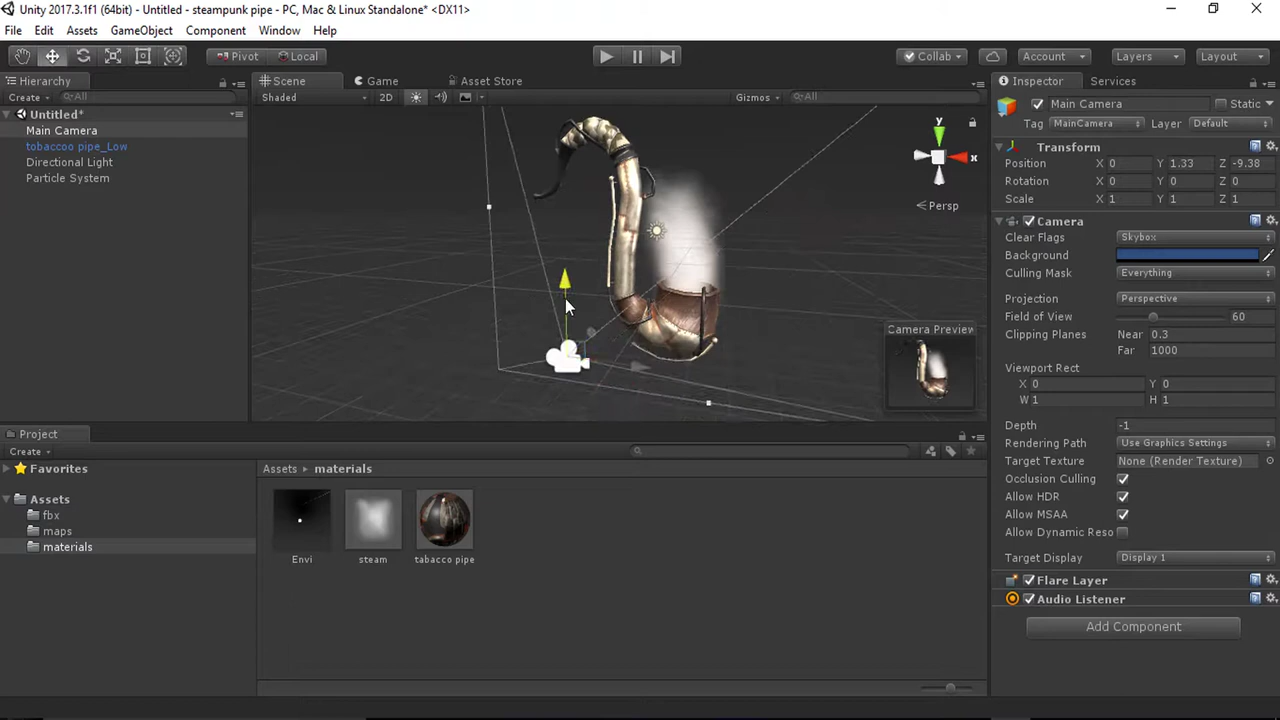 Unity 2017.3.1f1 (64bit) - Untitled - steampunk pipe - PC, Mac & Linux Standalone* <DX11>
File Edit Assets GameObject Component Window Help
Pivot Local Collab Account Layers Layout
Hierarchy
Create All
Untitled*
Main Camera
tobaccoo pipe_Low
Directional Light
Particle System
Scene Game Asset Store
Shaded 2D Gizmos All
y
x
Persp
Camera Preview
Inspector Services
Main Camera Static
Tag MainCamera Layer Default
Transform
Position X 0 Y 1.33 Z -9.38
Rotation X 0 Y 0 Z 0
Scale X 1 Y 1 Z 1
Camera
Clear Flags Skybox
Background
Culling Mask Everything
Projection Perspective
Field of View 60
Clipping Planes Near 0.3
Far 1000
Viewport Rect
X 0 Y 0
W 1 H 1
Depth -1
Rendering Path Use Graphics Settings
Target Texture None (Render Texture)
Occlusion Culling
Allow HDR
Allow MSAA
Allow Dynamic Reso
Target Display Display 1
Flare Layer
Audio Listener
Add Component
Project
Create
Favorites
Assets
fbx
maps
materials
Assets materials
Envi steam tabacco pipe